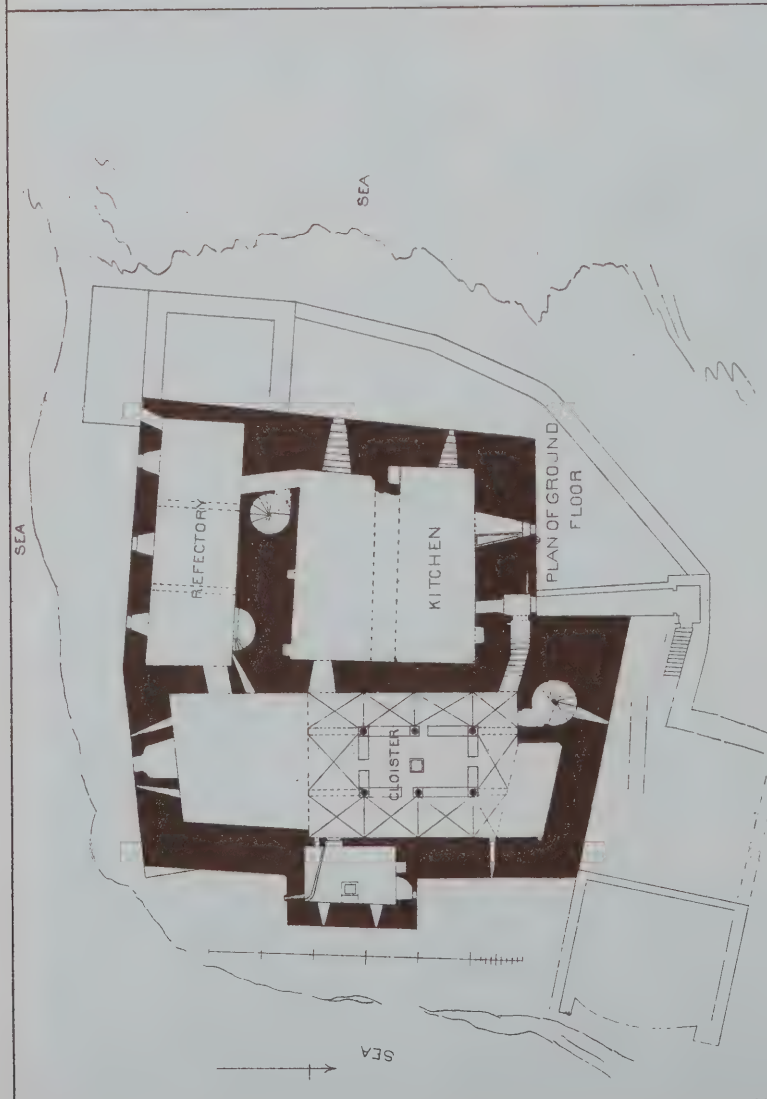 SEA
SEA
REFECTORY
KITCHEN
PLAN OF GROUND
FLOOR
CLOISTER
SEA